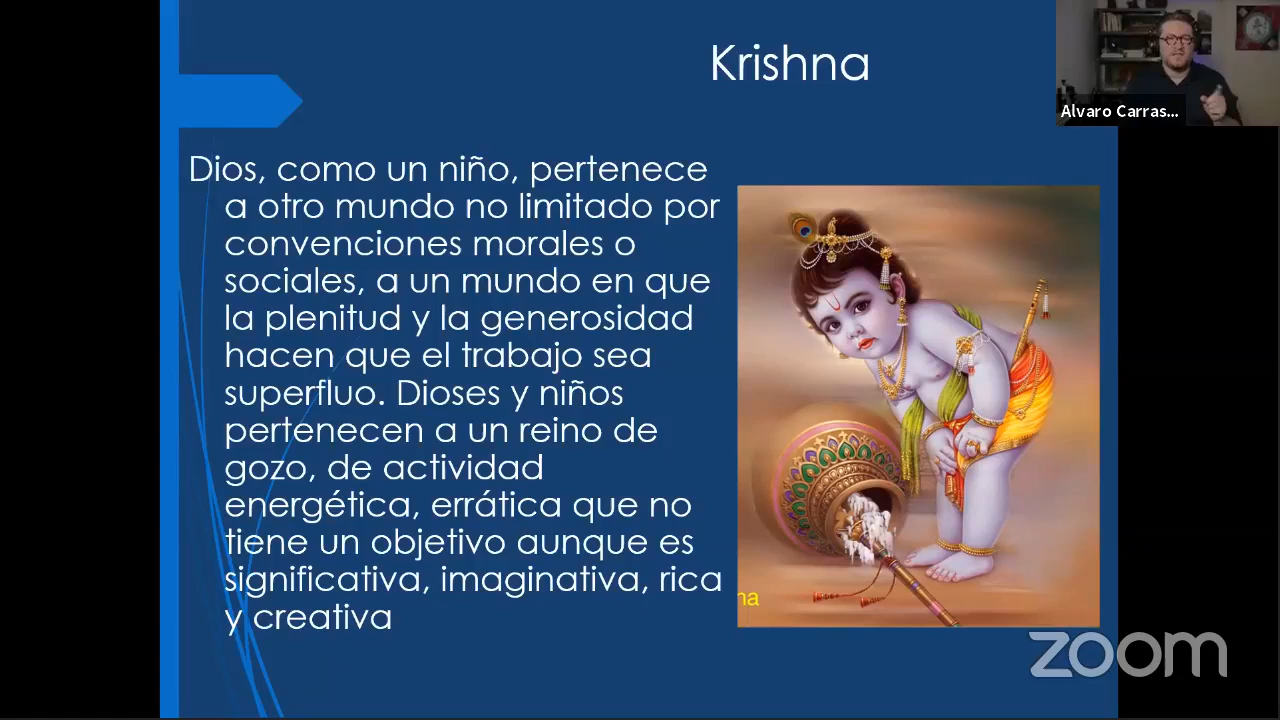 Krishna
Alvaro Carras...
Dios, como un niño, pertenece
a otro mundo no limitado por
convenciones morales o
sociales, a un mundo en que
la plenitud y la generosidad
hacen que el trabajo sea
superfluo. Dioses y niños
pertenecen a un reino de
gozo, de actividad
energética, errática que no
tiene un objetivo aunque es
significativa, imaginativa, rica
y creativa
na
zoom